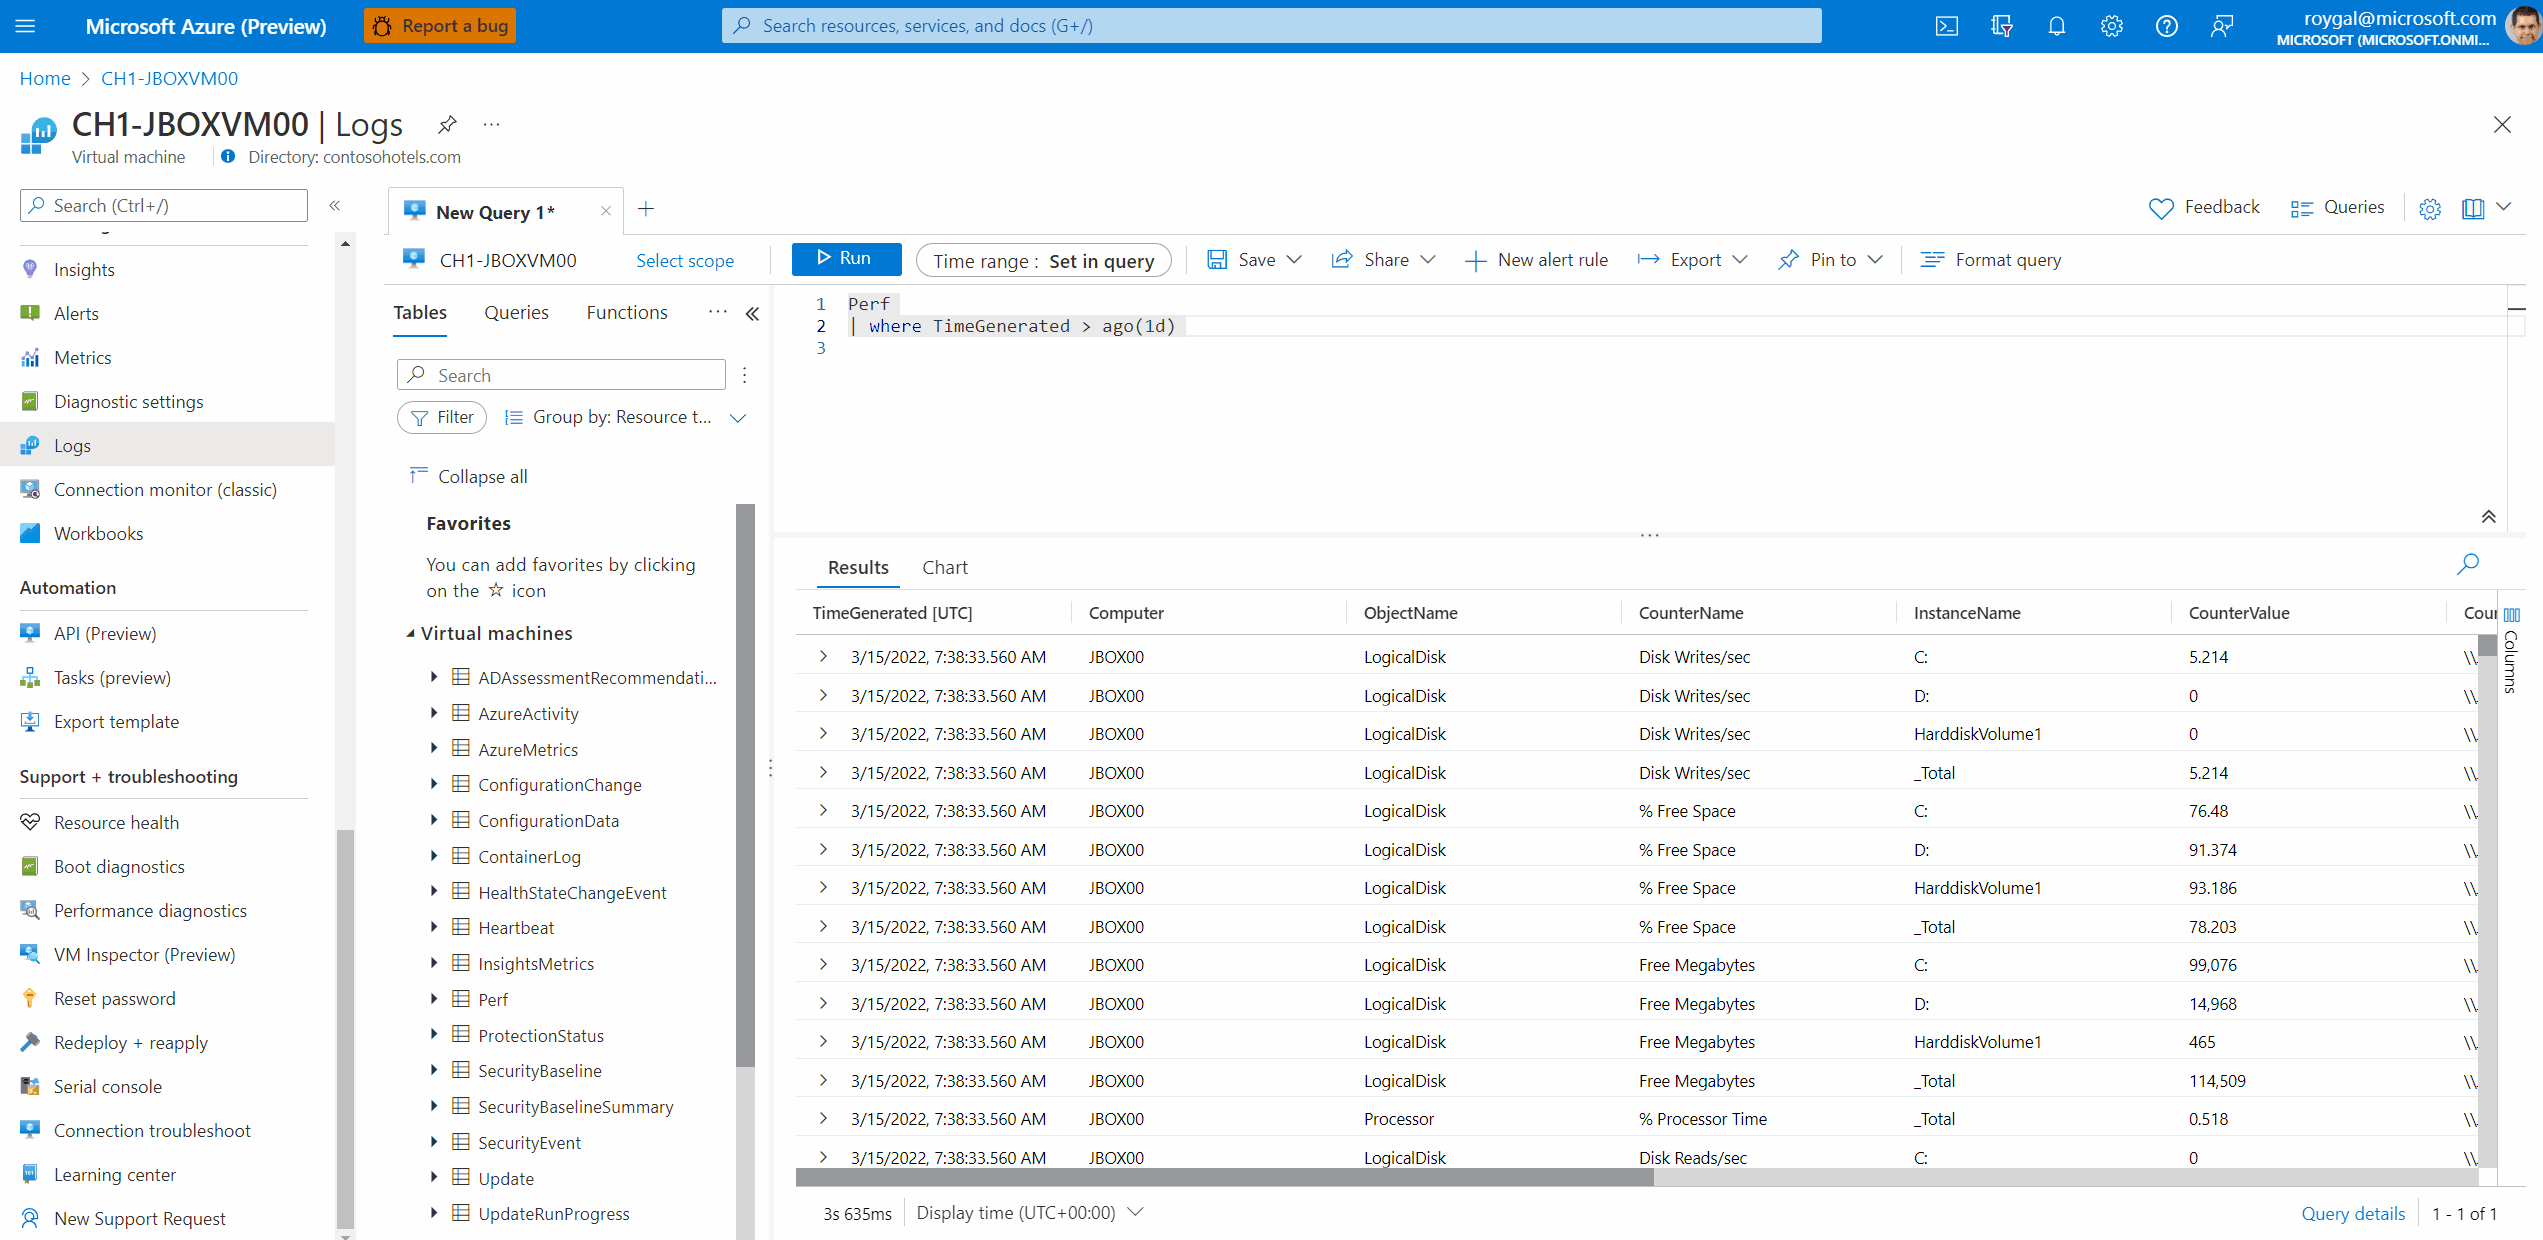 Microsoft Azure (Preview)
Report a bug
Search resources, services, and docs (G+/)
roygal@microsoft.com
MICROSOFT (MICROSOFT.ONMI...
Home > CH1-JBOXVM00
CH1-JBOXVM00 | Logs
Virtual machine
Directory: contosohotels.com
Search (Ctrl+/)
Insights
Alerts
Metrics
Diagnostic settings
Logs
Connection monitor (classic)
Workbooks
Automation
API (Preview)
Tasks (preview)
Export template
Support + troubleshooting
Resource health
Boot diagnostics
Performance diagnostics
VM Inspector (Preview)
Reset password
Redeploy + reapply
Serial console
Connection troubleshoot
Learning center
New Support Request
New Query 1*
Feedback
Queries
CH1-JBOXVM00
Select scope
Run
Time range : Set in query
Save
Share
New alert rule
Export
Pin to
Format query
Tables
Queries
Functions
Search
Filter
Group by: Resource t...
Collapse all
Favorites
You can add favorites by clicking
on the ☆ icon
Virtual machines
ADAssessmentRecommendati...
AzureActivity
AzureMetrics
ConfigurationChange
ConfigurationData
ContainerLog
HealthStateChangeEvent
Heartbeat
InsightsMetrics
Perf
ProtectionStatus
SecurityBaseline
SecurityBaselineSummary
SecurityEvent
Update
UpdateRunProgress
1 Perf
2 | where TimeGenerated > ago(1d)
3
Results
Chart
TimeGenerated [UTC] Computer ObjectName CounterName InstanceName CounterValue Cou
3/15/2022, 7:38:33.560 AM JBOX00 LogicalDisk Disk Writes/sec C: 5.214 \\
3/15/2022, 7:38:33.560 AM JBOX00 LogicalDisk Disk Writes/sec D: 0 \\
3/15/2022, 7:38:33.560 AM JBOX00 LogicalDisk Disk Writes/sec HarddiskVolume1 0 \\
3/15/2022, 7:38:33.560 AM JBOX00 LogicalDisk Disk Writes/sec _Total 5.214 \\
3/15/2022, 7:38:33.560 AM JBOX00 LogicalDisk % Free Space C: 76.48 \\
3/15/2022, 7:38:33.560 AM JBOX00 LogicalDisk % Free Space D: 91.374 \\
3/15/2022, 7:38:33.560 AM JBOX00 LogicalDisk % Free Space HarddiskVolume1 93.186 \\
3/15/2022, 7:38:33.560 AM JBOX00 LogicalDisk % Free Space _Total 78.203 \\
3/15/2022, 7:38:33.560 AM JBOX00 LogicalDisk Free Megabytes C: 99,076 \\
3/15/2022, 7:38:33.560 AM JBOX00 LogicalDisk Free Megabytes D: 14,968 \\
3/15/2022, 7:38:33.560 AM JBOX00 LogicalDisk Free Megabytes HarddiskVolume1 465 \\
3/15/2022, 7:38:33.560 AM JBOX00 LogicalDisk Free Megabytes _Total 114,509 \\
3/15/2022, 7:38:33.560 AM JBOX00 Processor % Processor Time _Total 0.518 \\
3/15/2022, 7:38:33.560 AM JBOX00 LogicalDisk Disk Reads/sec C: 0 \\
Columns
3s 635ms
Display time (UTC+00:00)
Query details
1 - 1 of 1